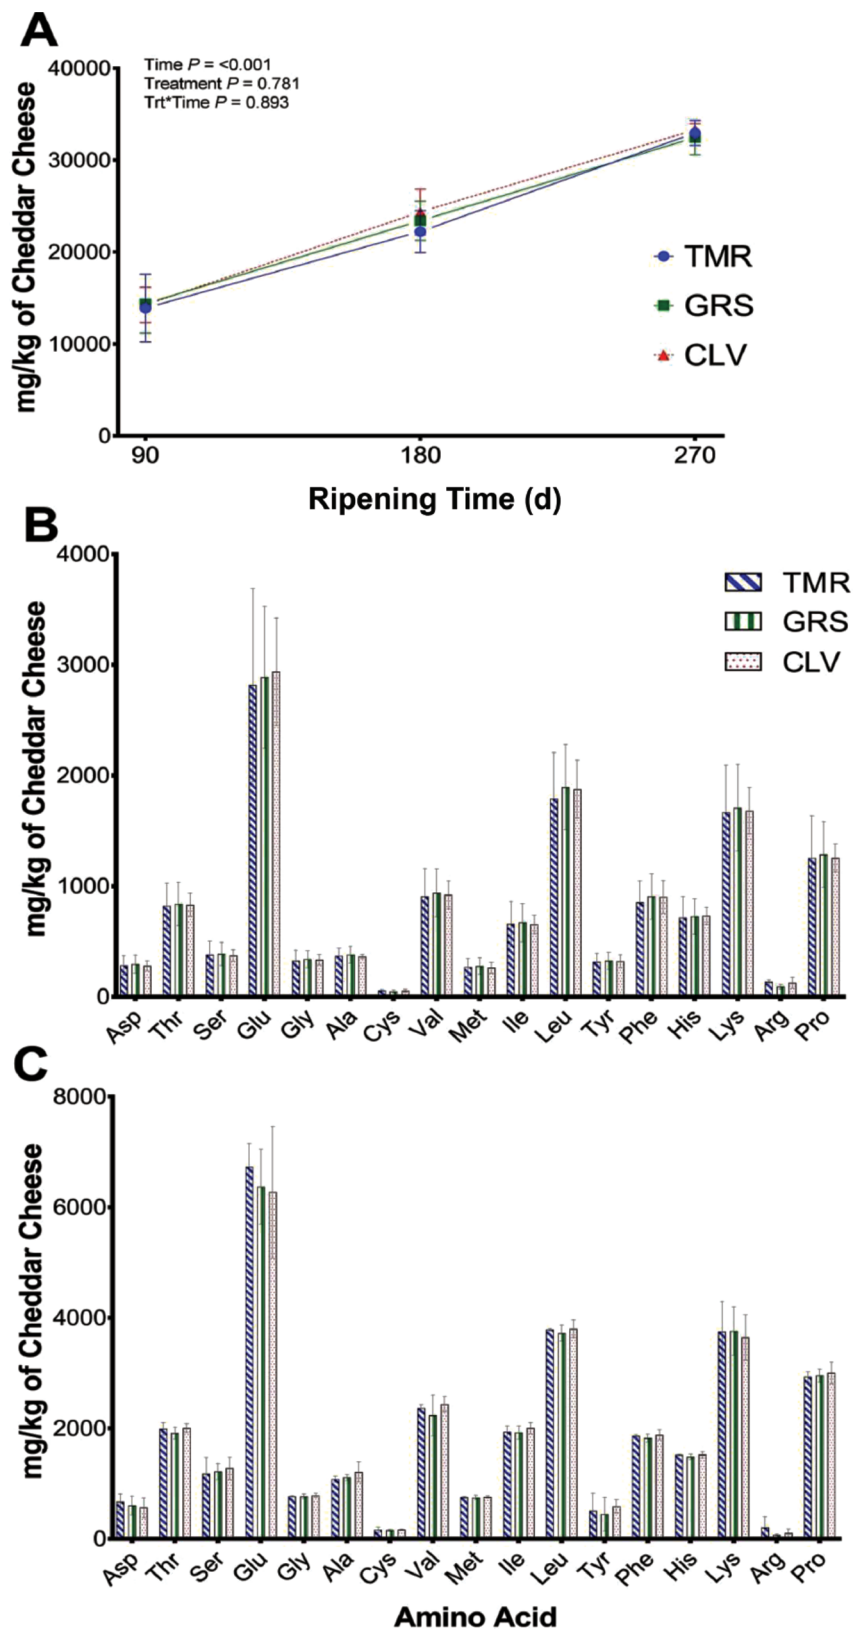 A
Time P = <0.001
Treatment P = 0.781
Trt*Time P = 0.893
mg/kg of Cheddar Cheese
40000
30000
20000
10000
0
TMR
GRS
CLV
90 180 270
Ripening Time (d)
B
mg/kg of Cheddar Cheese
4000
3000
2000
1000
0
TMR
GRS
CLV
Asp Thr Ser Glu Gly Ala Cys Val Met Ile Leu Tyr Phe His Lys Arg Pro
C
mg/kg of Cheddar Cheese
8000
6000
4000
2000
0
Asp Thr Ser Glu Gly Ala Cys Val Met Ile Leu Tyr Phe His Lys Arg Pro
Amino Acid